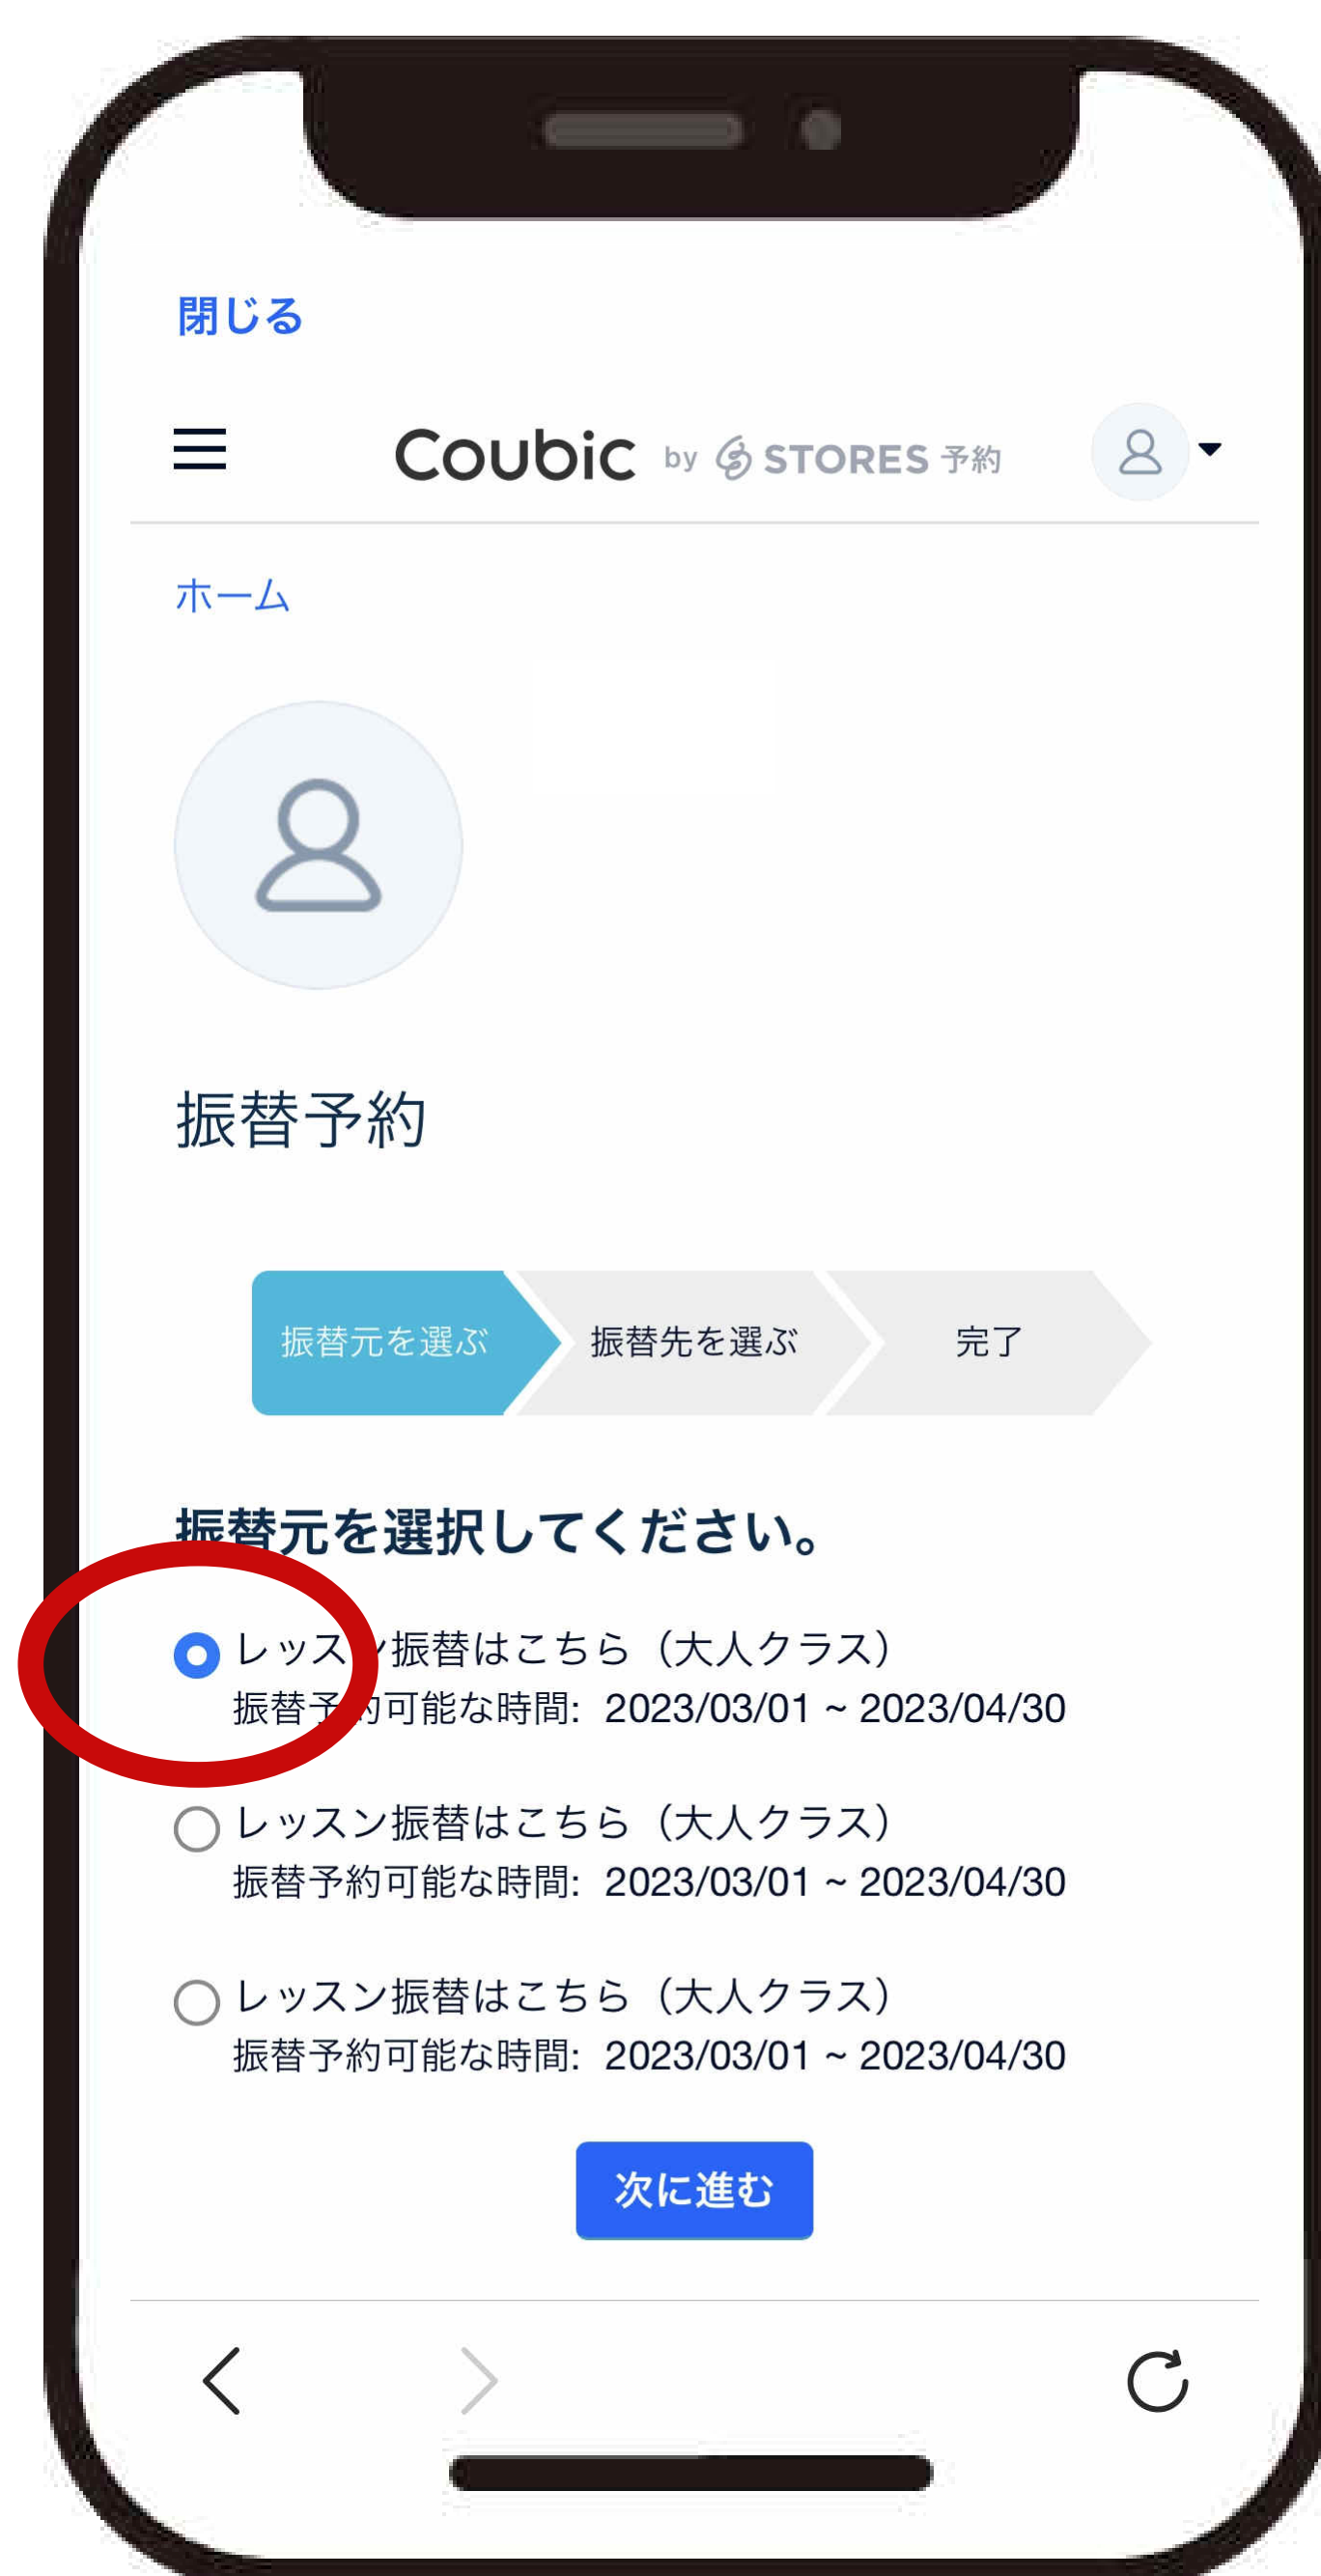 閉じる
Coubic by STORES 予約
ホーム
振替予約
振替元を選ぶ
振替先を選ぶ
完了
振替元を選択してください。
レッスン振替はこちら（大人クラス）
振替予約可能な時間: 2023/03/01 ~ 2023/04/30
レッスン振替はこちら（大人クラス）
振替予約可能な時間: 2023/03/01 ~ 2023/04/30
レッスン振替はこちら（大人クラス）
振替予約可能な時間: 2023/03/01 ~ 2023/04/30
次に進む